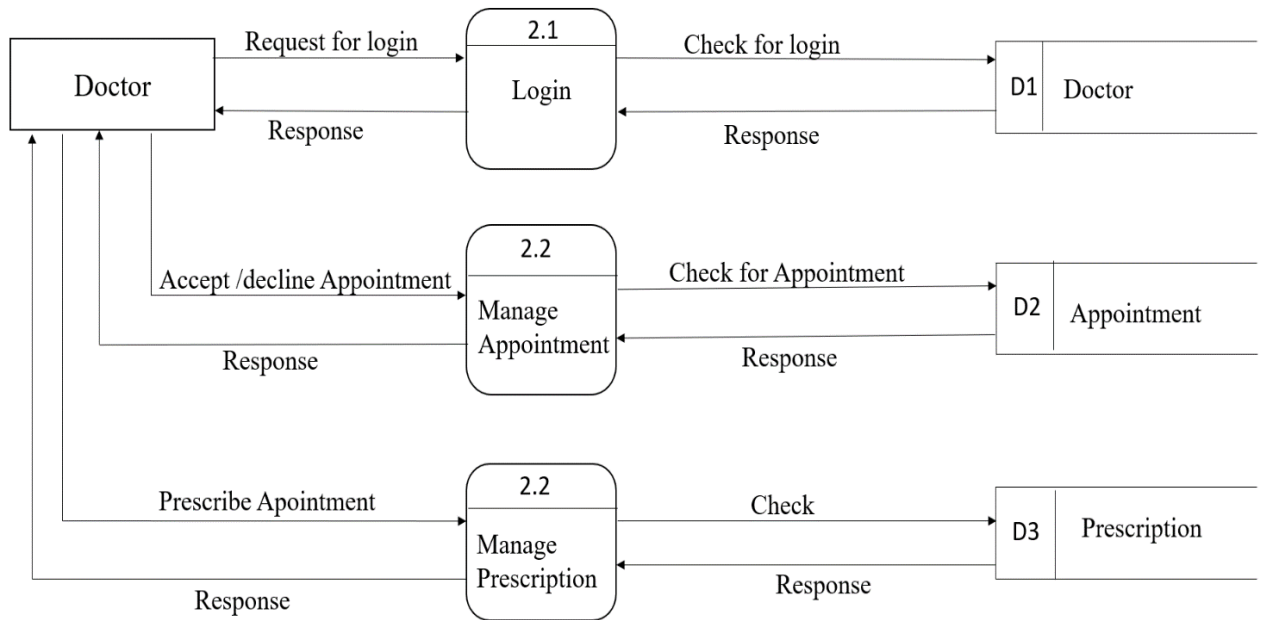 2.1
Request for login
Check for login
Doctor
Login
D1
Doctor
Response
Response
2.2
Accept /decline Appointment
Check for Appointment
Manage
Appointment
D2
Appointment
Response
Response
2.2
Prescribe Apointment
Check
Manage
Prescription
D3
Prescription
Response
Response